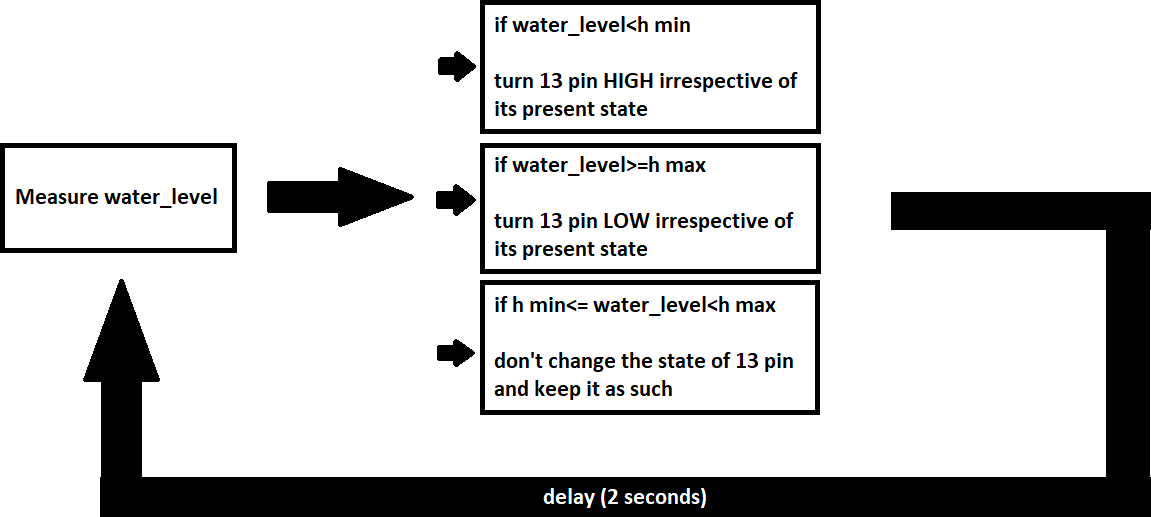 Measure water_level
if water_level<h min
turn 13 pin HIGH irrespective of
its present state
if water_level>=h max
turn 13 pin LOW irrespective of
its present state
if h min<= water_level<h max
don't change the state of 13 pin
and keep it as such
delay (2 seconds)